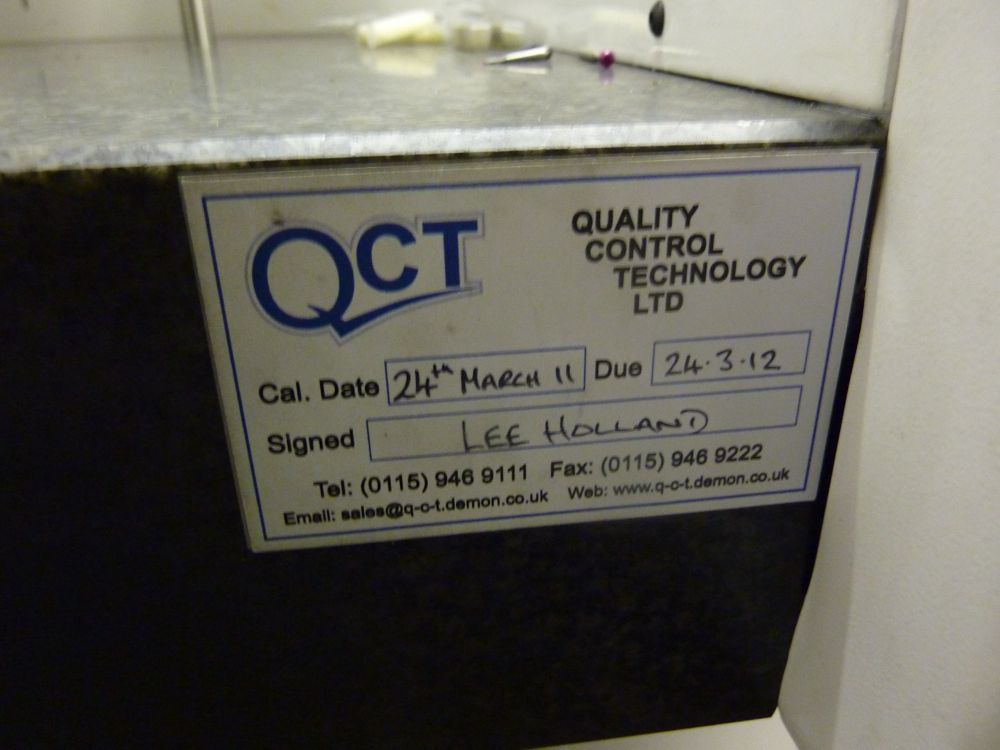 QCT
QUALITY
CONTROL
TECHNOLOGY
LTD
Cal. Date 24th MARCH 11 Due 24.3.12
Signed LEE HOLLAND
Tel: (0115) 946 9111 Fax: (0115) 946 9222
Email: sales@q-c-t.demon.co.uk Web: www.q-c-t.demon.co.uk